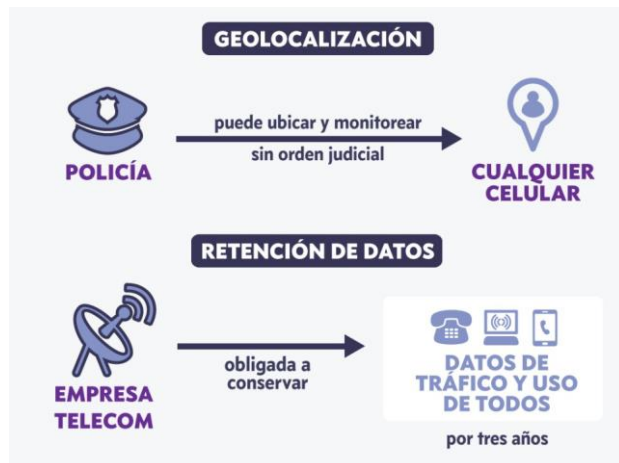 GEOLOCALIZACIÓN
puede ubicar y monitorear
sin orden judicial
POLICÍA
CUALQUIER
CELULAR
RETENCIÓN DE DATOS
obligada a
conservar
EMPRESA
TELECOM
DATOS DE
TRÁFICO Y USO
DE TODOS
por tres años